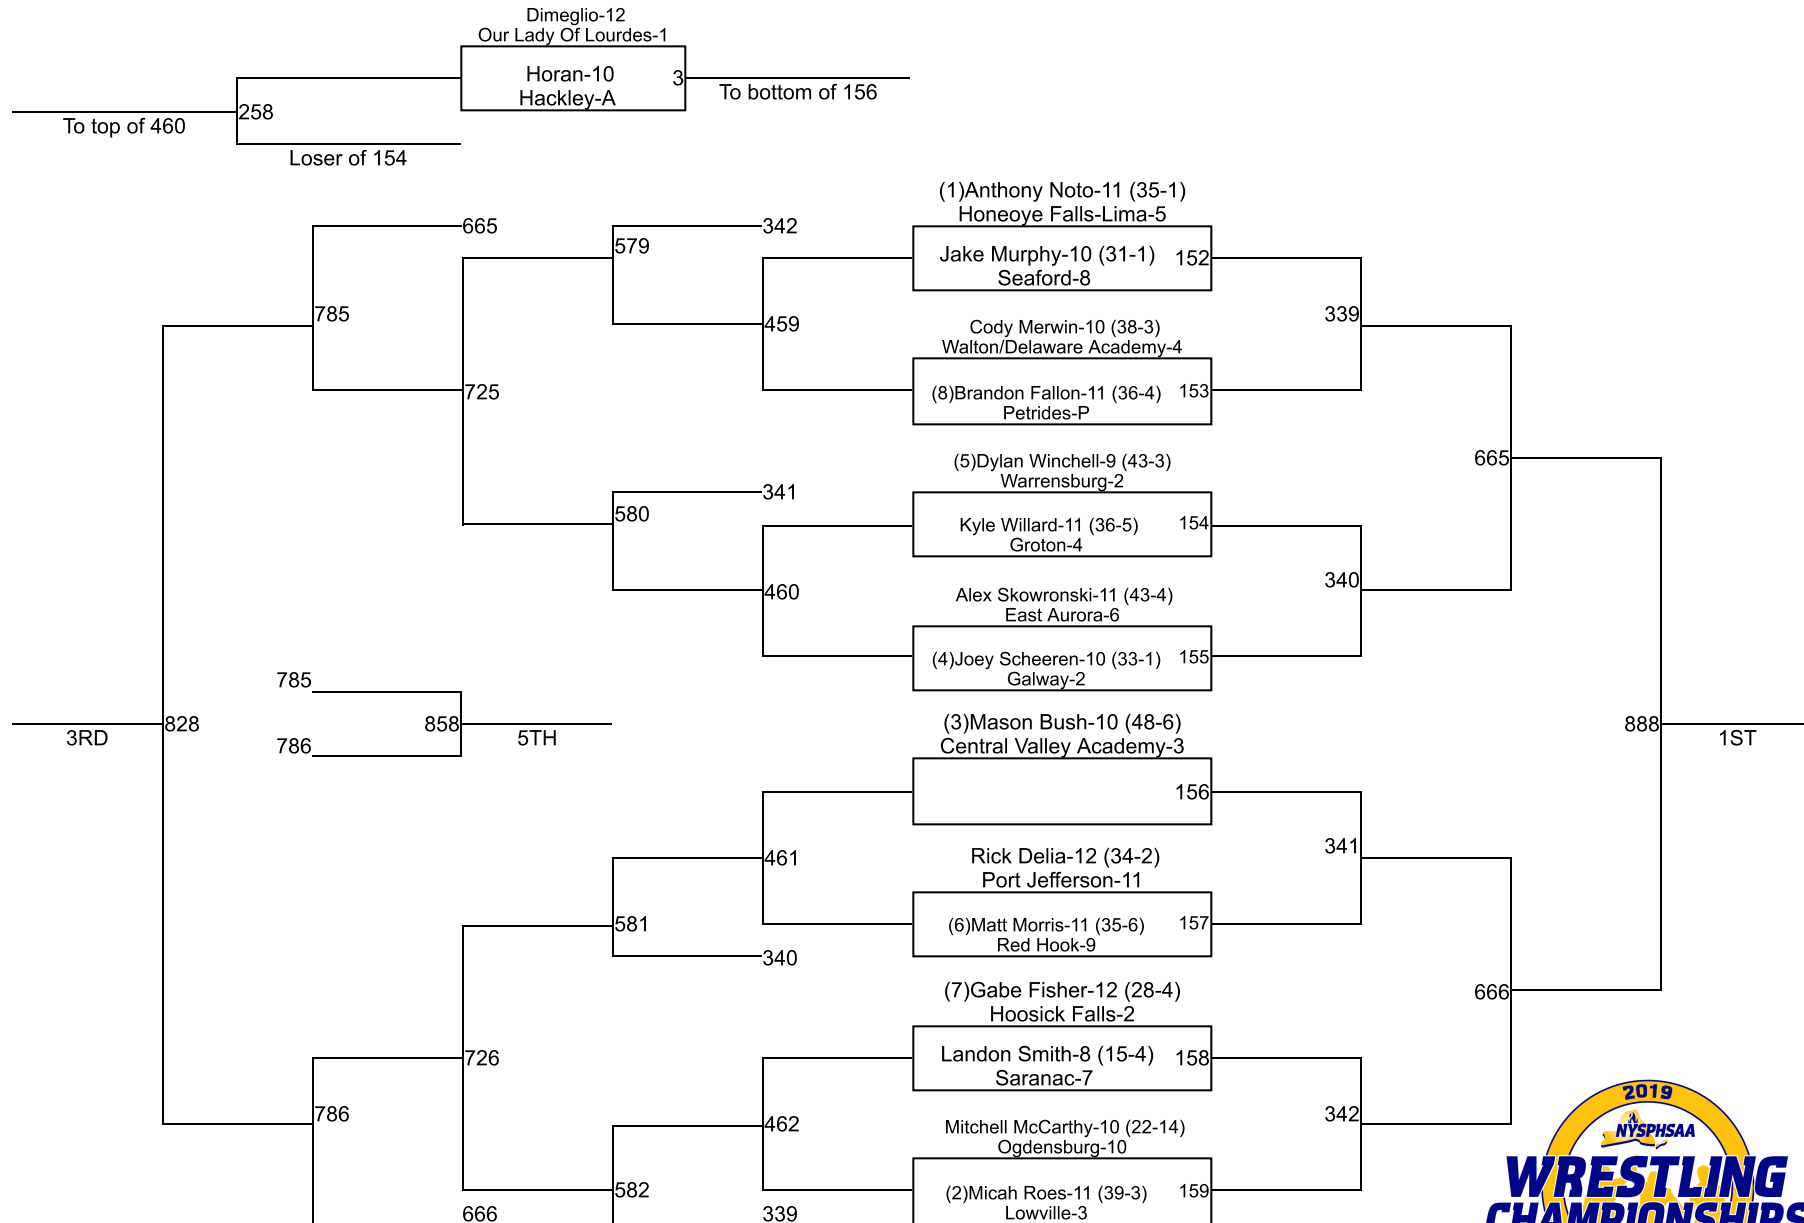 Dimeglio-12
Our Lady Of Lourdes-1
Horan-10
3
Hackley-A
To bottom of 156
258
To top of 460
Loser of 154
(1)Anthony Noto-11 (35-1)
Honeoye Falls-Lima-5
665
342
579
Jake Murphy-10 (31-1)
152
Seaford-8
785
459
339
Cody Merwin-10 (38-3)
Walton/Delaware Academy-4
725
(8)Brandon Fallon-11 (36-4)
153
Petrides-P
665
(5)Dylan Winchell-9 (43-3)
Warrensburg-2
341
580
Kyle Willard-11 (36-5)
154
Groton-4
460
340
Alex Skowronski-11 (43-4)
East Aurora-6
(4)Joey Scheeren-10 (33-1)
155
Galway-2
785
3RD
828
858
5TH
786
(3)Mason Bush-10 (48-6)
Central Valley Academy-3
888
1ST
156
461
341
Rick Delia-12 (34-2)
Port Jefferson-11
581
(6)Matt Morris-11 (35-6)
157
Red Hook-9
340
(7)Gabe Fisher-12 (28-4)
Hoosick Falls-2
666
726
Landon Smith-8 (15-4)
158
Saranac-7
786
462
342
Mitchell McCarthy-10 (22-14)
Ogdensburg-10
582
(2)Micah Roes-11 (39-3)
159
Lowville-3
666
339
2019
NYSPHSAA
WRESTLING
CHAMPIONSHIPS